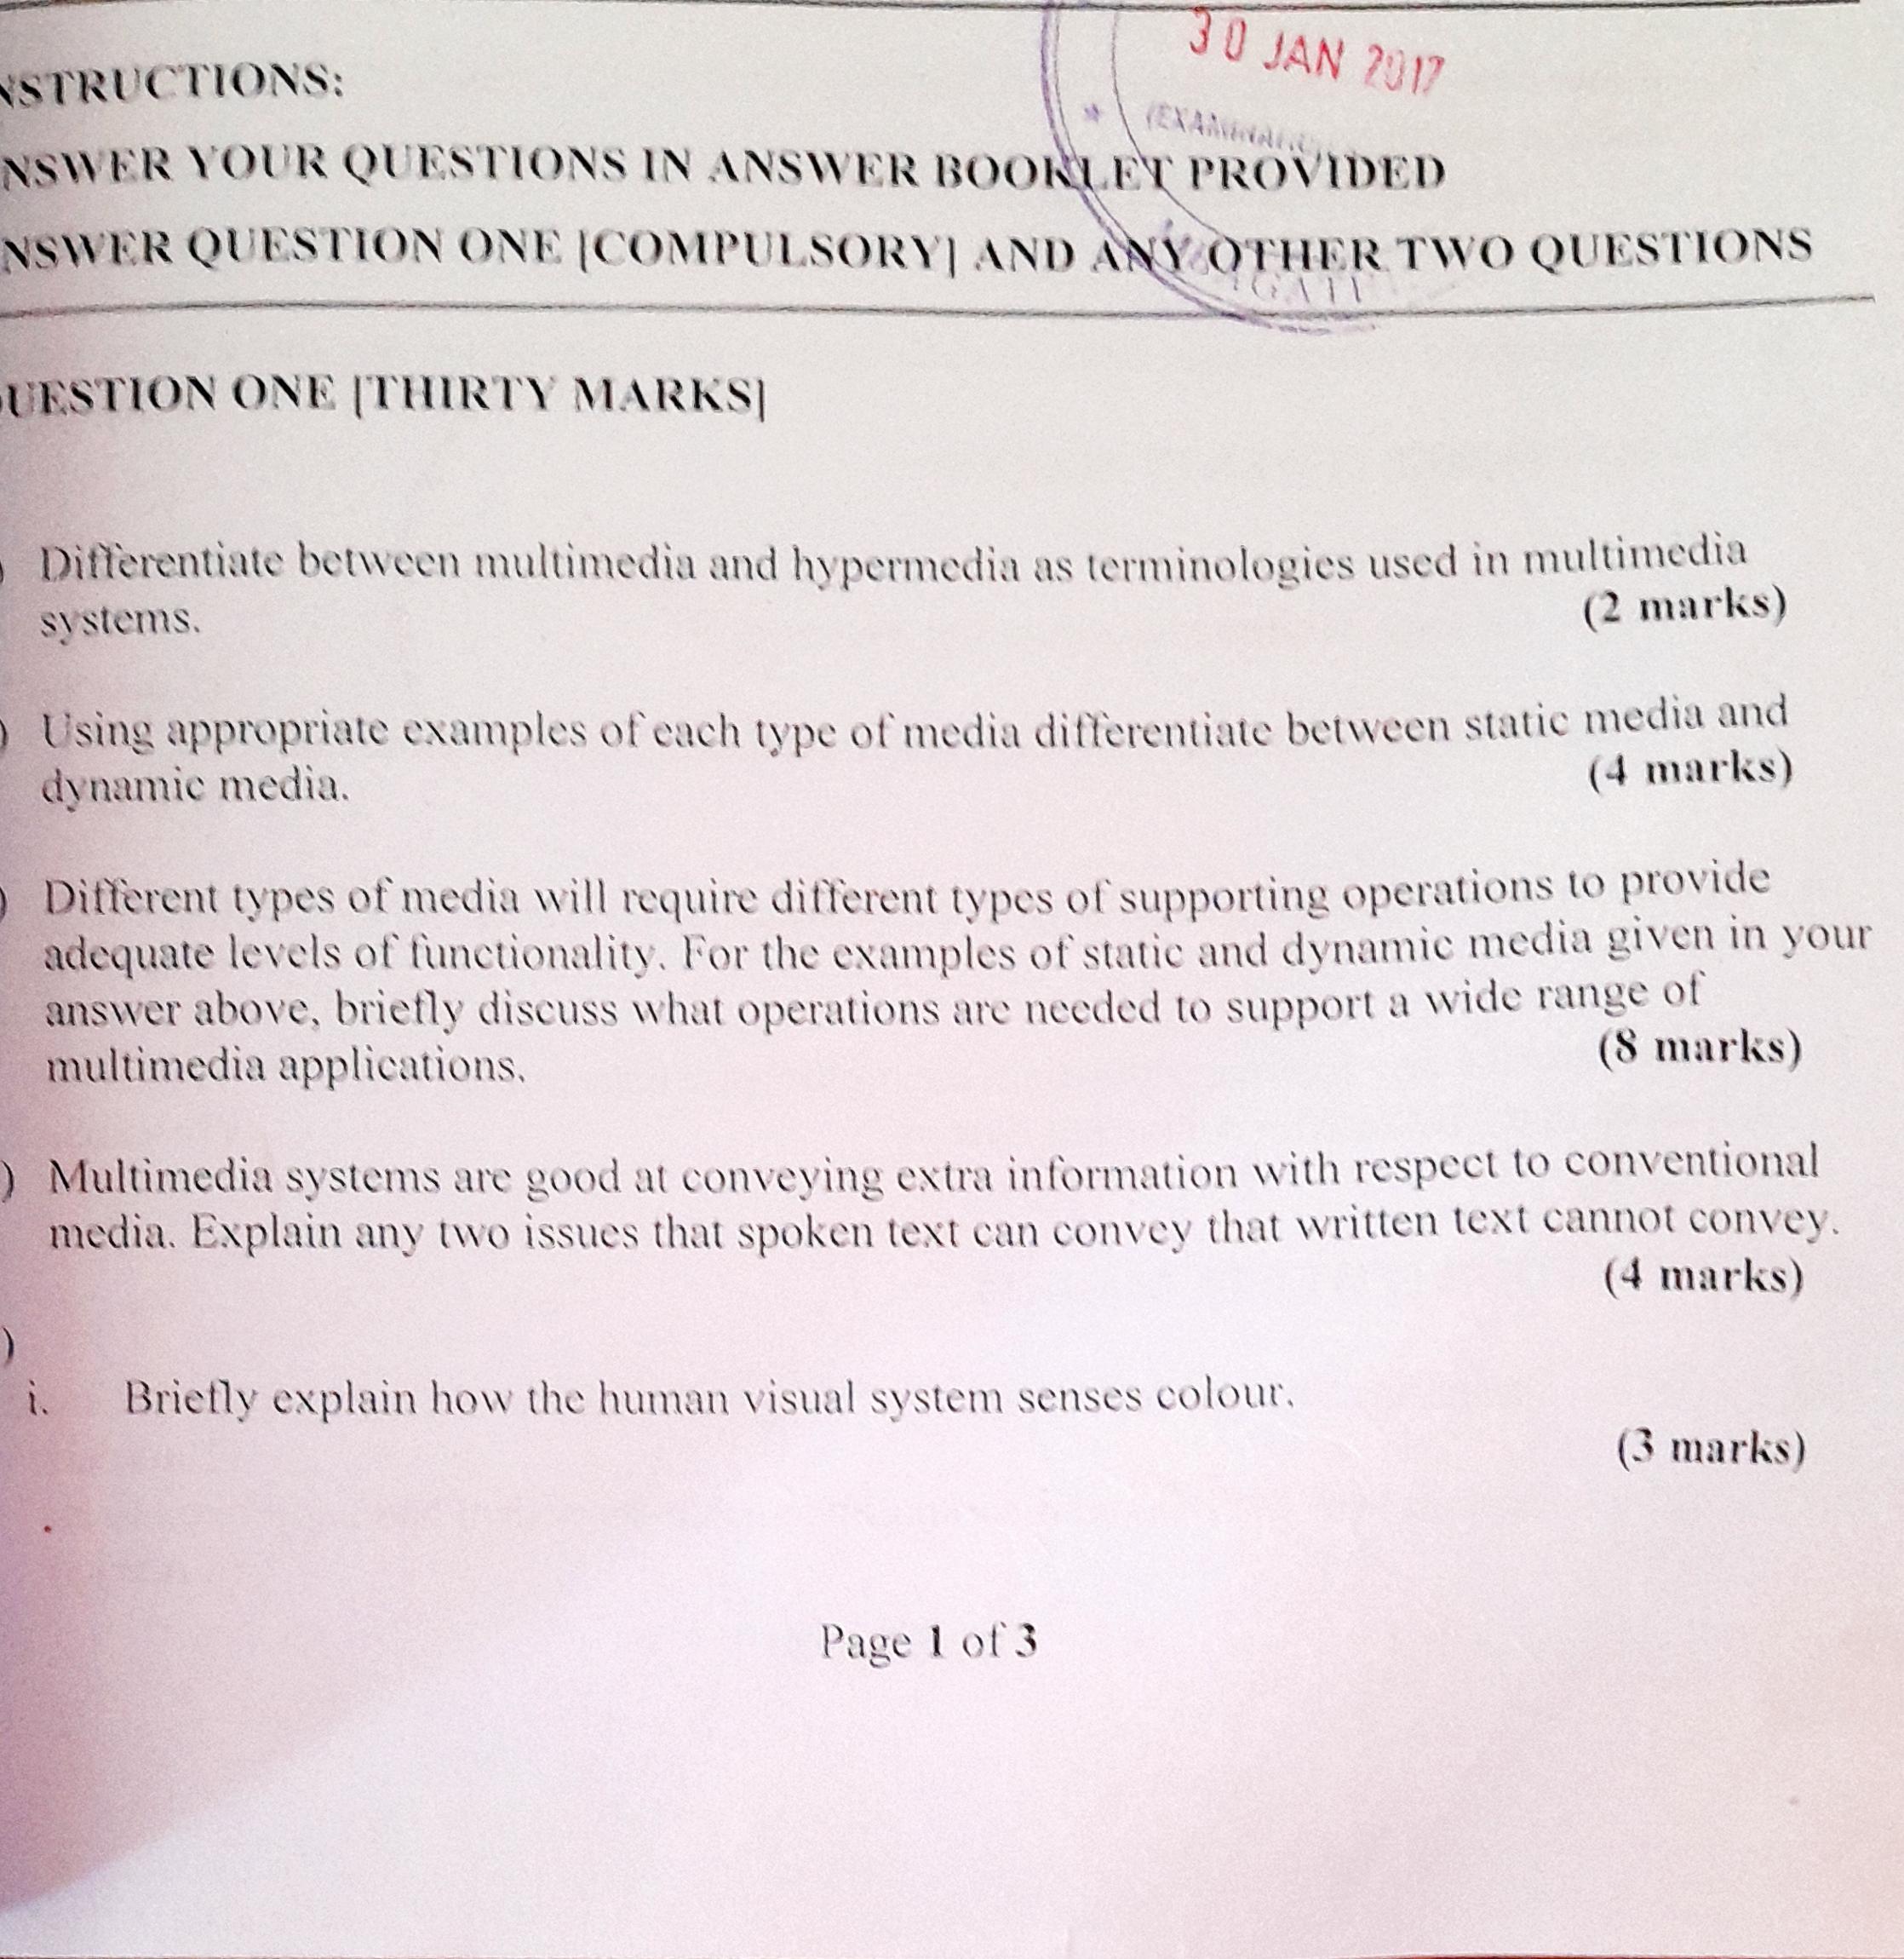 30 JAN 2017
NSTRUCTIONS:
NSWER YOUR QUESTIONS IN ANSWER BOOKLET PROVIDED
NSWER QUESTION ONE [COMPULSORY] AND ANY OTHER TWO QUESTIONS
UESTION ONE [THIRTY MARKS]
) Differentiate between multimedia and hypermedia as terminologies used in multimedia
systems. (2 marks)
) Using appropriate examples of each type of media differentiate between static media and
dynamic media. (4 marks)
) Different types of media will require different types of supporting operations to provide
adequate levels of functionality. For the examples of static and dynamic media given in your
answer above, briefly discuss what operations are needed to support a wide range of
multimedia applications. (8 marks)
) Multimedia systems are good at conveying extra information with respect to conventional
media. Explain any two issues that spoken text can convey that written text cannot convey.
(4 marks)
)
i. Briefly explain how the human visual system senses colour.
(3 marks)
Page 1 of 3